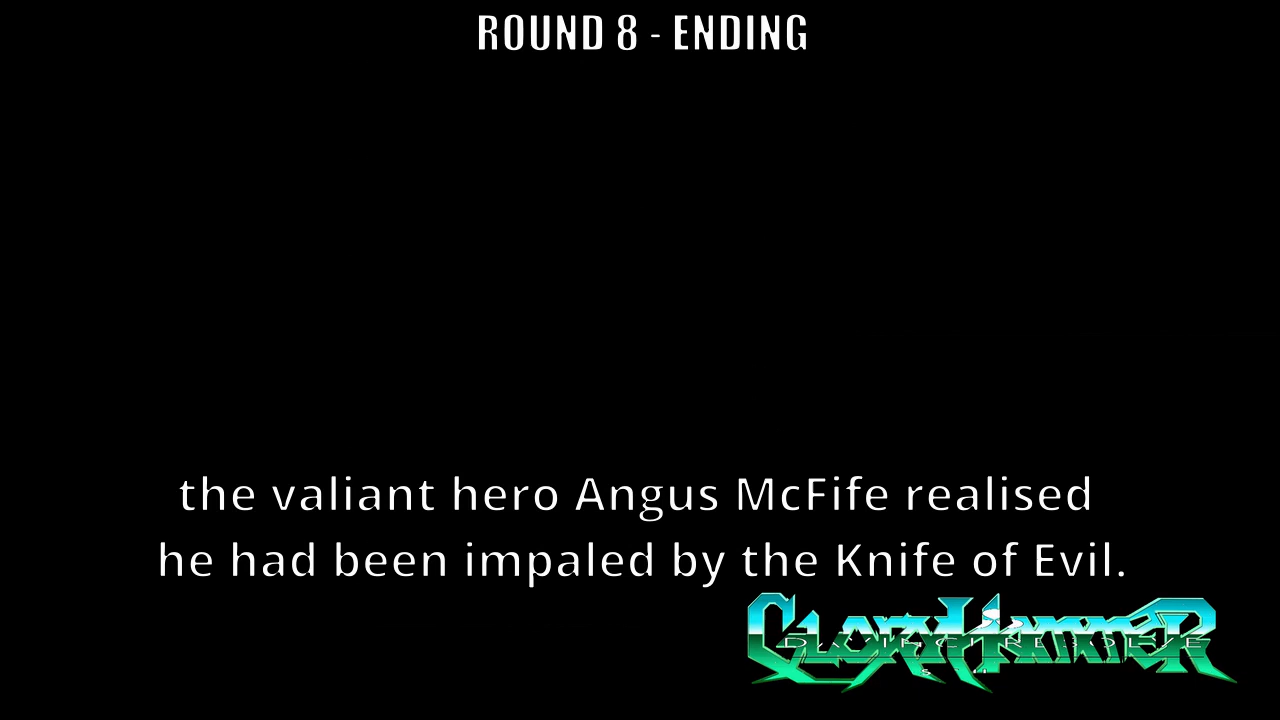 ROUND 8 - ENDING
the valiant hero Angus McFife realised
he had been impaled by the Knife of Evil.
GLORYHAMMER